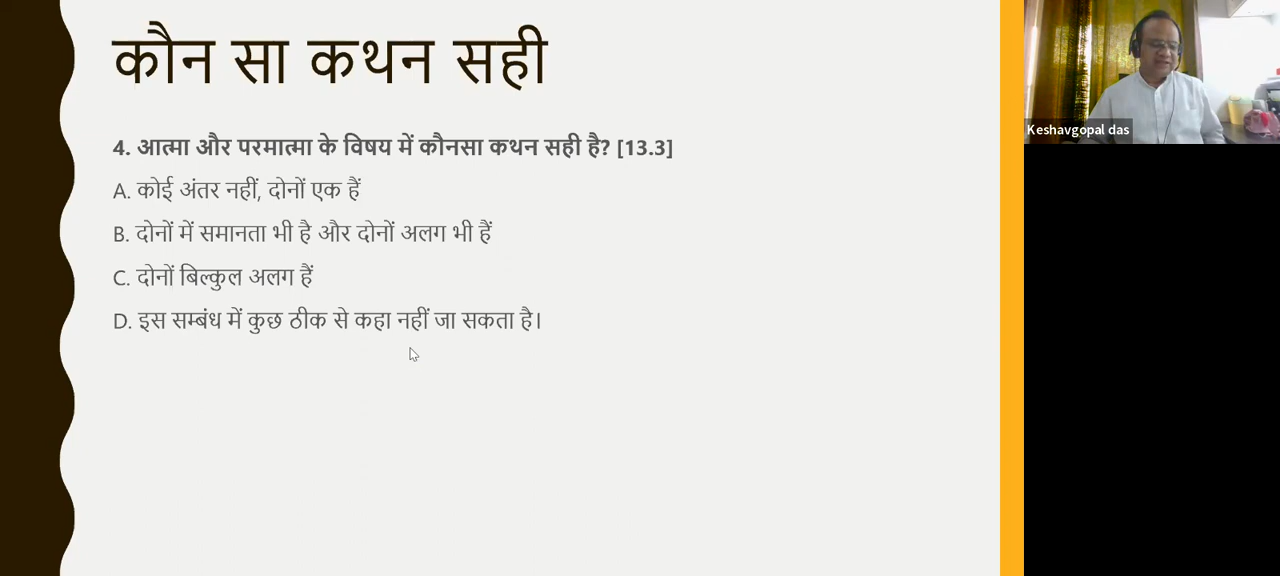 कौन सा कथन सही
4. आत्मा और परमात्मा के विषय में कौनसा कथन सही है? [13.3]
A. कोई अंतर नहीं, दोनों एक हैं
B. दोनों में समानता भी है और दोनों अलग भी हैं
C. दोनों बिल्कुल अलग हैं
D. इस सम्बंध में कुछ ठीक से कहा नहीं जा सकता है।
Keshavgopal das